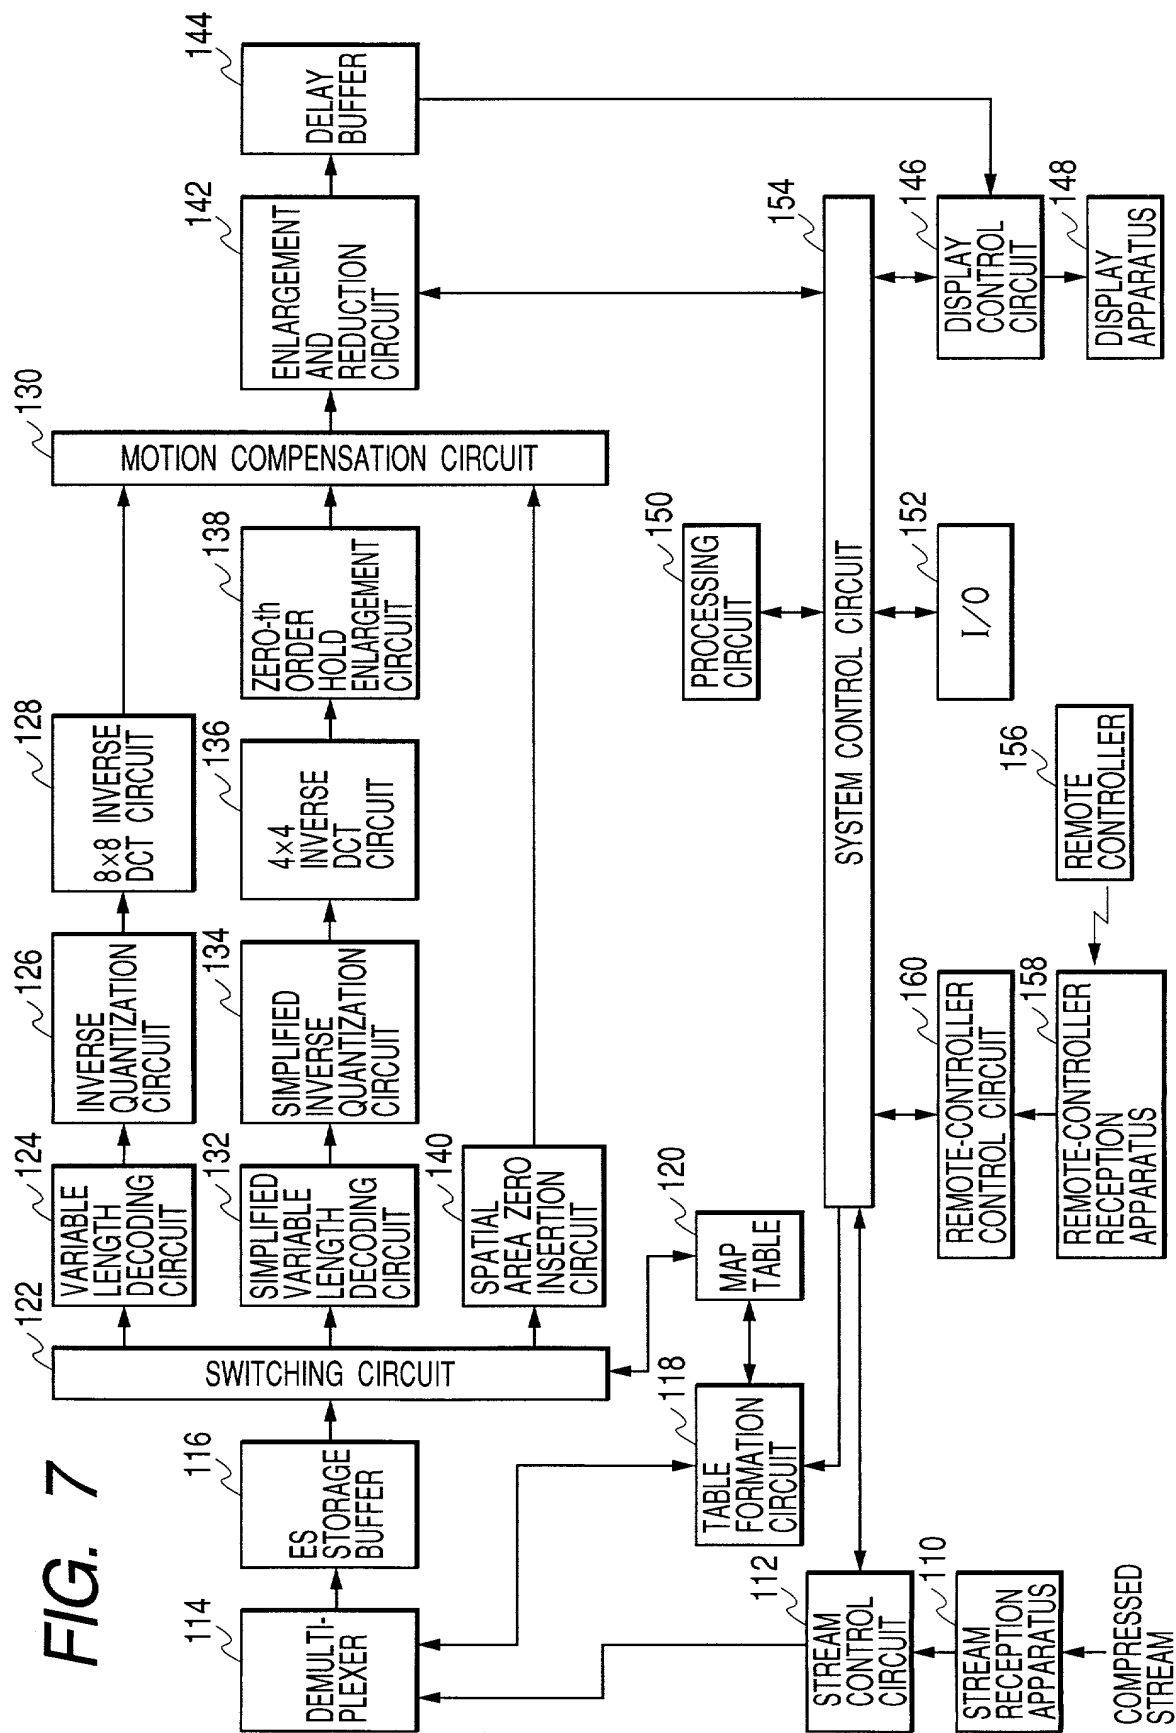 FIG. 7
114
DEMULTI-
PLEXER
116
ES
STORAGE
BUFFER
122
SWITCHING CIRCUIT
124
VARIABLE
LENGTH
DECODING
CIRCUIT
126
INVERSE
QUANTIZATION
CIRCUIT
128
8×8 INVERSE
DCT CIRCUIT
130
MOTION COMPENSATION CIRCUIT
132
SIMPLIFIED
VARIABLE
LENGTH
DECODING
CIRCUIT
134
SIMPLIFIED
INVERSE
QUANTIZATION
CIRCUIT
136
4×4
INVERSE
DCT
CIRCUIT
138
ZERO-th
ORDER
HOLD
ENLARGEMENT
CIRCUIT
140
SPATIAL
AREA ZERO
INSERTION
CIRCUIT
142
ENLARGEMENT
AND
REDUCTION
CIRCUIT
144
DELAY
BUFFER
118
TABLE
FORMATION
CIRCUIT
120
MAP
TABLE
150
PROCESSING
CIRCUIT
112
STREAM
CONTROL
CIRCUIT
110
STREAM
RECEPTION
APPARATUS
COMPRESSED
STREAM
154
SYSTEM CONTROL CIRCUIT
160
REMOTE-CONTROLLER
CONTROL CIRCUIT
158
REMOTE-CONTROLLER
RECEPTION
APPARATUS
156
REMOTE
CONTROLLER
152
I/O
146
DISPLAY
CONTROL
CIRCUIT
148
DISPLAY
APPARATUS